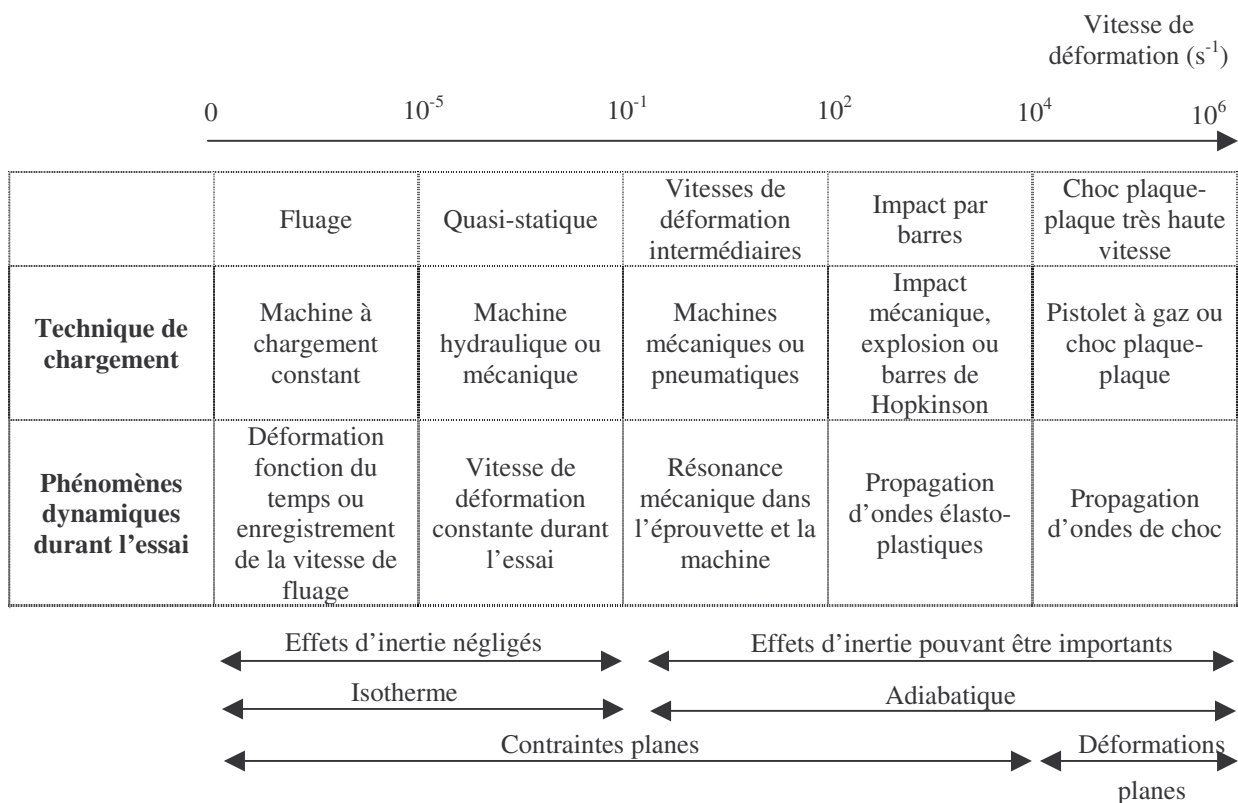 Vitesse de
déformation (s⁻¹)
0 10⁻⁵ 10⁻¹ 10² 10⁴ 10⁶
Fluage
Quasi-statique
Vitesses de
déformation
intermédiaires
Impact par
barres
Choc plaque-
plaque très haute
vitesse
Technique de
chargement
Machine à
chargement
constant
Machine
hydraulique ou
mécanique
Machines
mécaniques ou
pneumatiques
Impact
mécanique,
explosion ou
barres de
Hopkinson
Pistolet à gaz ou
choc plaque-
plaque
Phénomènes
dynamiques
durant l'essai
Déformation
fonction du
temps ou
enregistrement
de la vitesse de
fluage
Vitesse de
déformation
constante durant
l'essai
Résonance
mécanique dans
l'éprouvette et la
machine
Propagation
d'ondes élasto-
plastiques
Propagation
d'ondes de choc
Effets d'inertie négligés
Effets d'inertie pouvant être importants
Isotherme
Adiabatique
Contraintes planes
Déformations
planes